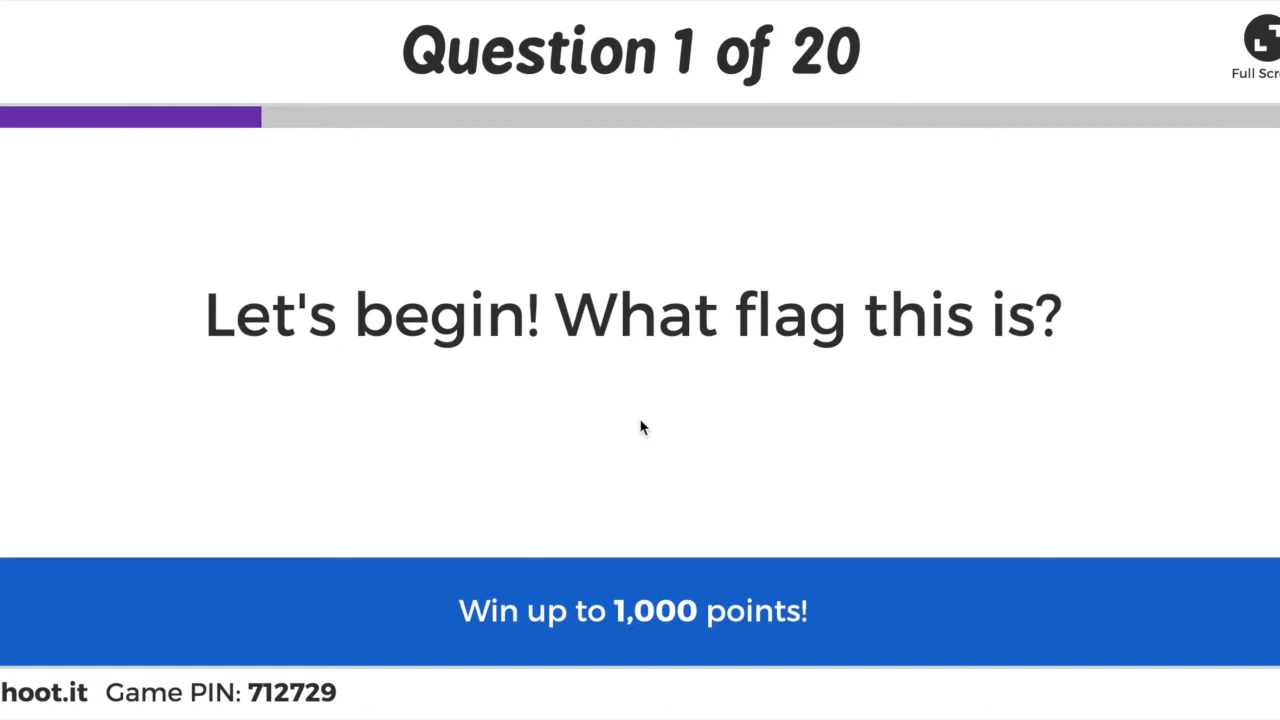 Question 1 of 20
Full Scre
Let's begin! What flag this is?
Win up to 1,000 points!
hoot.it Game PIN: 712729